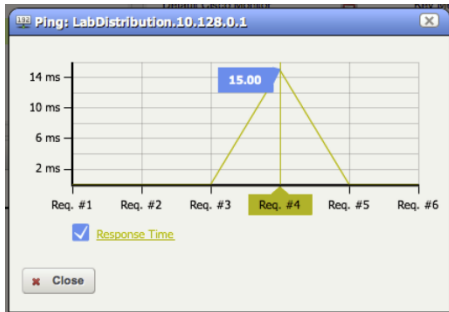 Ping: LabDistribution.10.128.0.1
15.00
14 ms
10 ms
6 ms
2 ms
Req. #1 Req. #2 Req. #3 Req. #4 Req. #5 Req. #6
Response Time
Close